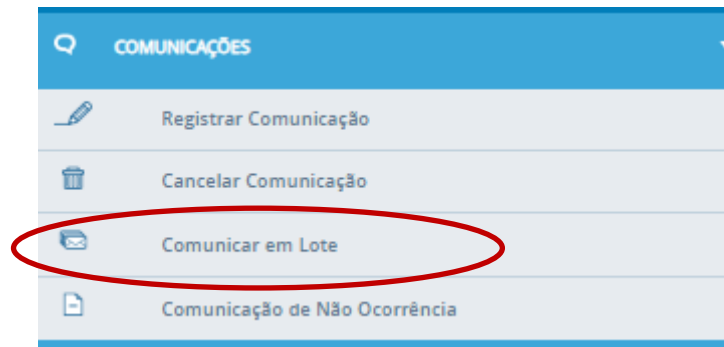 COMUNICAÇÕES
Registrar Comunicação
Cancelar Comunicação
Comunicar em Lote
Comunicação de Não Ocorrência